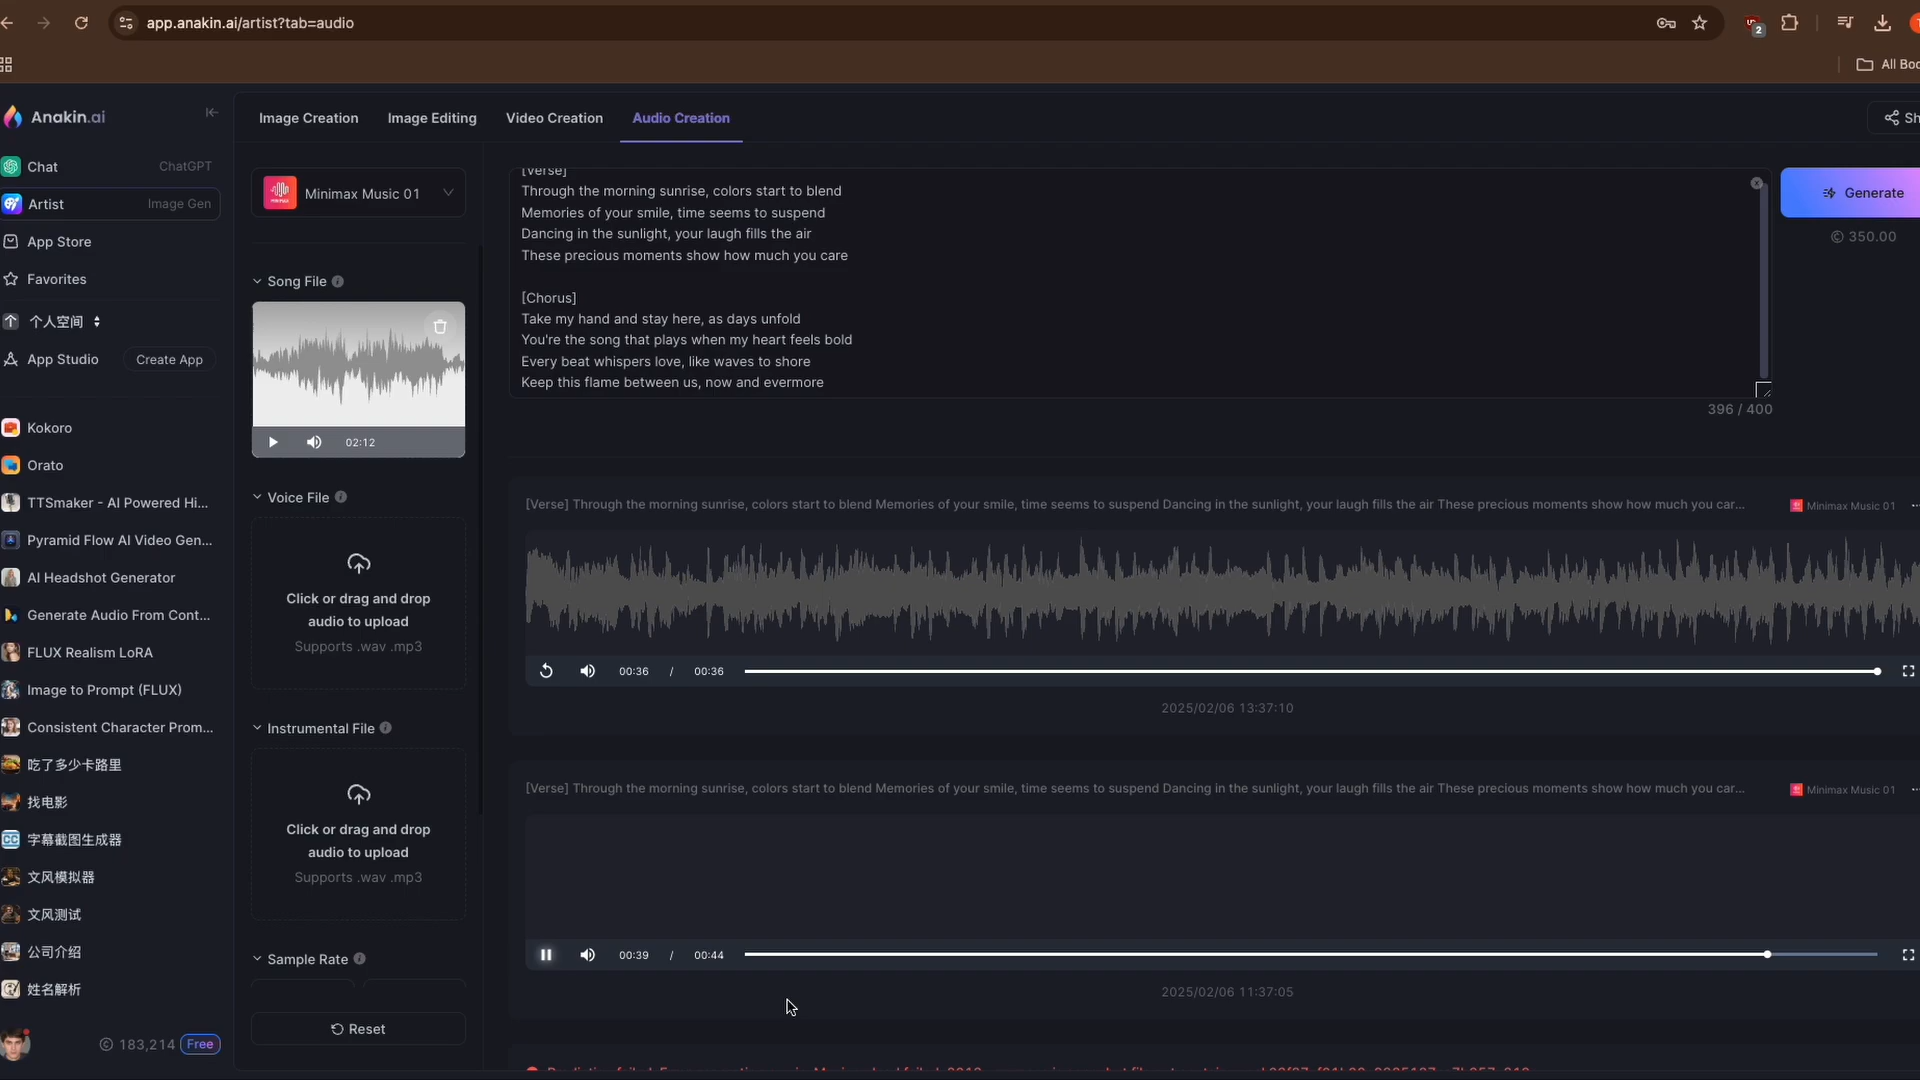 app.anakin.ai/artist?tab=audio
2
All Boo
Anakin.ai
Chat
ChatGPT
Artist
Image Gen
App Store
Favorites
个人空间
App Studio
Create App
Kokoro
Orato
TTSmaker - AI Powered Hi...
Pyramid Flow AI Video Gen...
AI Headshot Generator
Generate Audio From Cont...
FLUX Realism LoRA
Image to Prompt (FLUX)
Consistent Character Prom...
吃了多少卡路里
找电影
字幕截图生成器
文风模拟器
文风测试
公司介绍
姓名解析
183,214
Free
Image Creation
Image Editing
Video Creation
Audio Creation
Sh
Minimax Music 01
Song File
02:12
Voice File
Click or drag and drop
audio to upload
Supports .wav .mp3
Instrumental File
Click or drag and drop
audio to upload
Supports .wav .mp3
Sample Rate
Reset
[Verse]
Through the morning sunrise, colors start to blend
Memories of your smile, time seems to suspend
Dancing in the sunlight, your laugh fills the air
These precious moments show how much you care
[Chorus]
Take my hand and stay here, as days unfold
You're the song that plays when my heart feels bold
Every beat whispers love, like waves to shore
Keep this flame between us, now and evermore
396 / 400
Generate
350.00
[Verse] Through the morning sunrise, colors start to blend Memories of your smile, time seems to suspend Dancing in the sunlight, your laugh fills the air These precious moments show how much you car...
Minimax Music 01
00:36 / 00:36
2025/02/06 13:37:10
[Verse] Through the morning sunrise, colors start to blend Memories of your smile, time seems to suspend Dancing in the sunlight, your laugh fills the air These precious moments show how much you car...
Minimax Music 01
00:39 / 00:44
2025/02/06 11:37:05